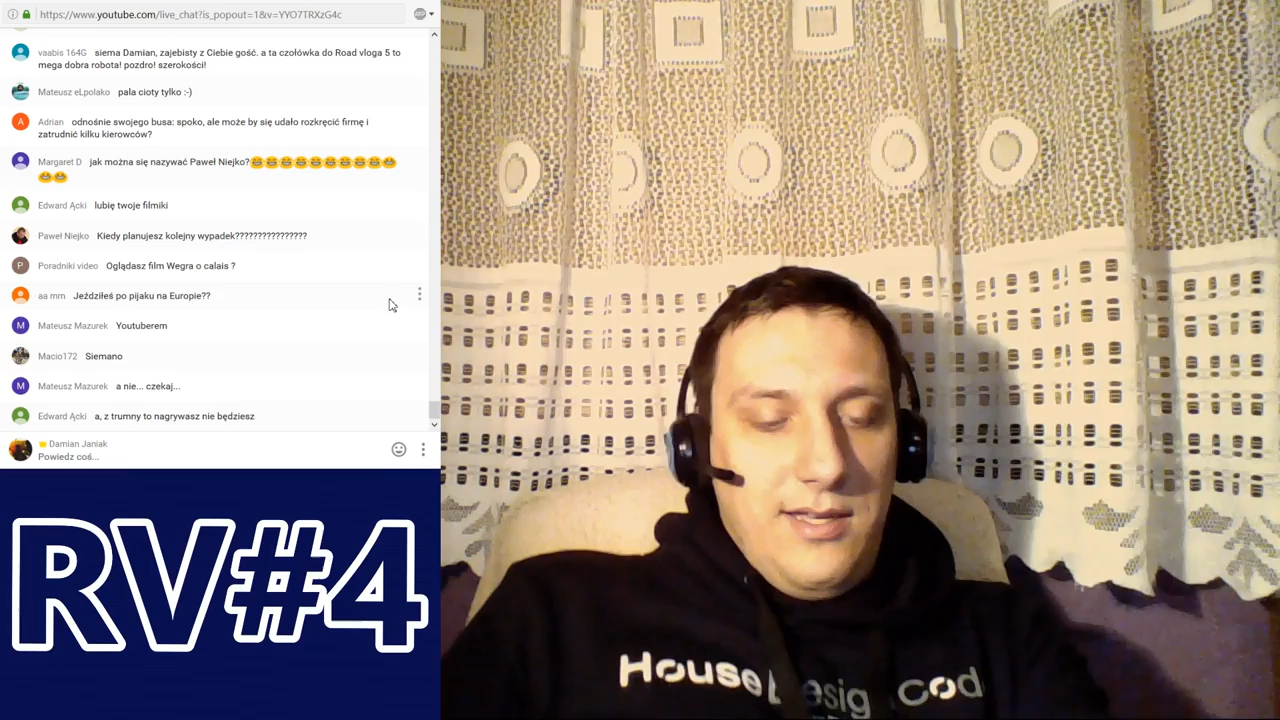 https://www.youtube.com/live_chat?is_popout=1&v=YYO7TRXzG4c
vaabis 164G siema Damian, zajebisty z Ciebie gość. a ta czołówka do Road vloga 5 to
mega dobra robota! pozdro! szerokości!
Mateusz eLpolako pala cioty tylko :-)
Adrian odnośnie swojego busa: spoko, ale może by się udało rozkręcić firmę i
zatrudnić kilku kierowców?
Margaret D jak można się nazywać Paweł Niejko?
Edward Ącki lubię twoje filmiki
Paweł Niejko Kiedy planujesz kolejny wypadek????????????????
Poradniki video Oglądasz film Wegra o calais ?
aa mm Jeździłeś po pijaku na Europie??
Mateusz Mazurek Youtuberem
Macio172 Siemano
Mateusz Mazurek a nie... czekaj...
Edward Ącki a, z trumny to nagrywasz nie będziesz
Damian Janiak
Powiedz coś...
RV#4
House esig Cod